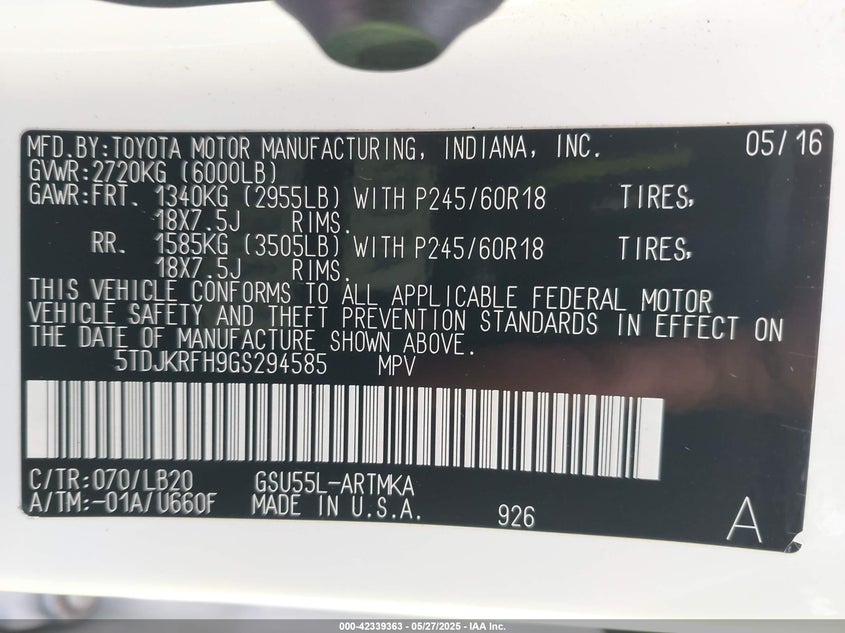 MFD.BY:TOYOTA MOTOR MANUFACTURING, INDIANA, INC. 05/16
GVWR:2720KG (6000LB)
GAWR:FRT. 1340KG (2955LB) WITH P245/60R18 TIRES,
18X7.5J RIMS.
RR. 1585KG (3505LB) WITH P245/60R18 TIRES,
18X7.5J RIMS.
THIS VEHICLE CONFORMS TO ALL APPLICABLE FEDERAL MOTOR
VEHICLE SAFETY AND THEFT PREVENTION STANDARDS IN EFFECT ON
THE DATE OF MANUFACTURE SHOWN ABOVE.
5TDJKRFH9GS294585 MPV
C/TR:070/LB20 GSU55L-ARTMKA
A/TM:-01A/U660F MADE IN U.S.A. 926 A
000-42339363 - 05/27/2025 - IAA Inc.